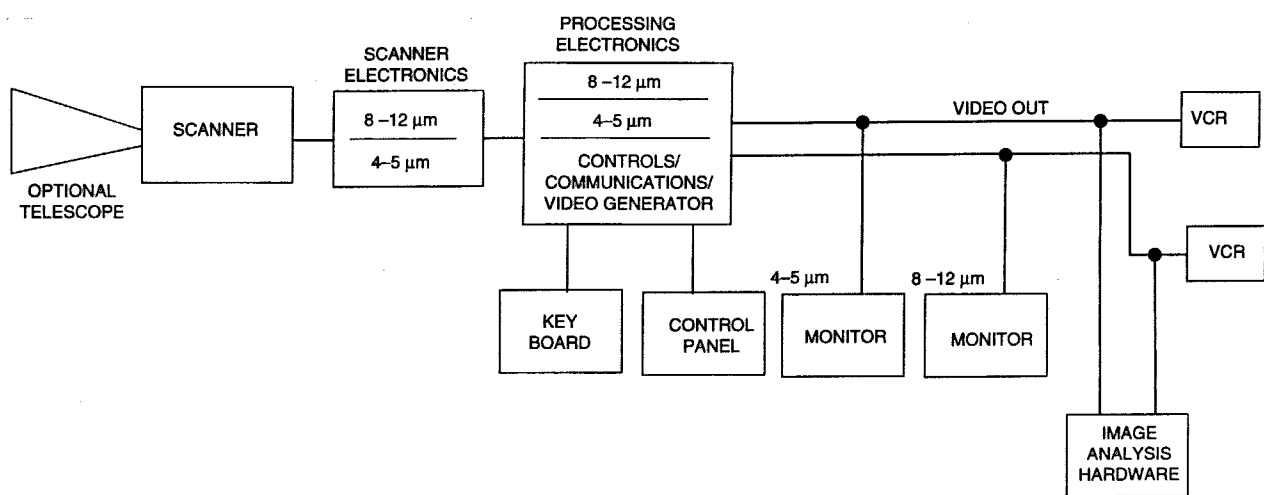 PROCESSING
ELECTRONICS
SCANNER
ELECTRONICS
8–12 µm
4–5 µm
CONTROLS/
COMMUNICATIONS/
VIDEO GENERATOR
8–12 µm
4–5 µm
SCANNER
OPTIONAL
TELESCOPE
VIDEO OUT
VCR
VCR
KEY
BOARD
CONTROL
PANEL
4–5 µm
MONITOR
8–12 µm
MONITOR
IMAGE
ANALYSIS
HARDWARE